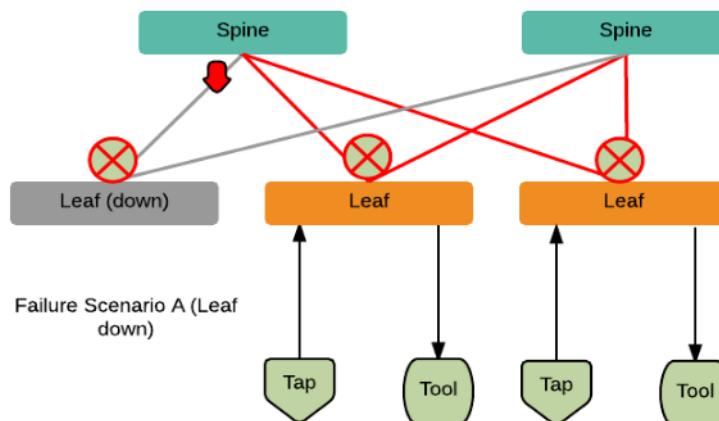 Spine
Spine
Leaf (down)
Leaf
Leaf
Failure Scenario A (Leaf
down)
Tap
Tool
Tap
Tool